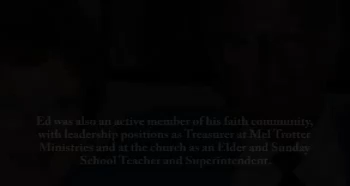 Ed was also an active member of his faith community,
with leadership positions as Treasurer at Mel Trotter
Ministries and at the church as an Elder and Sunday
School Teacher and Superintendent.